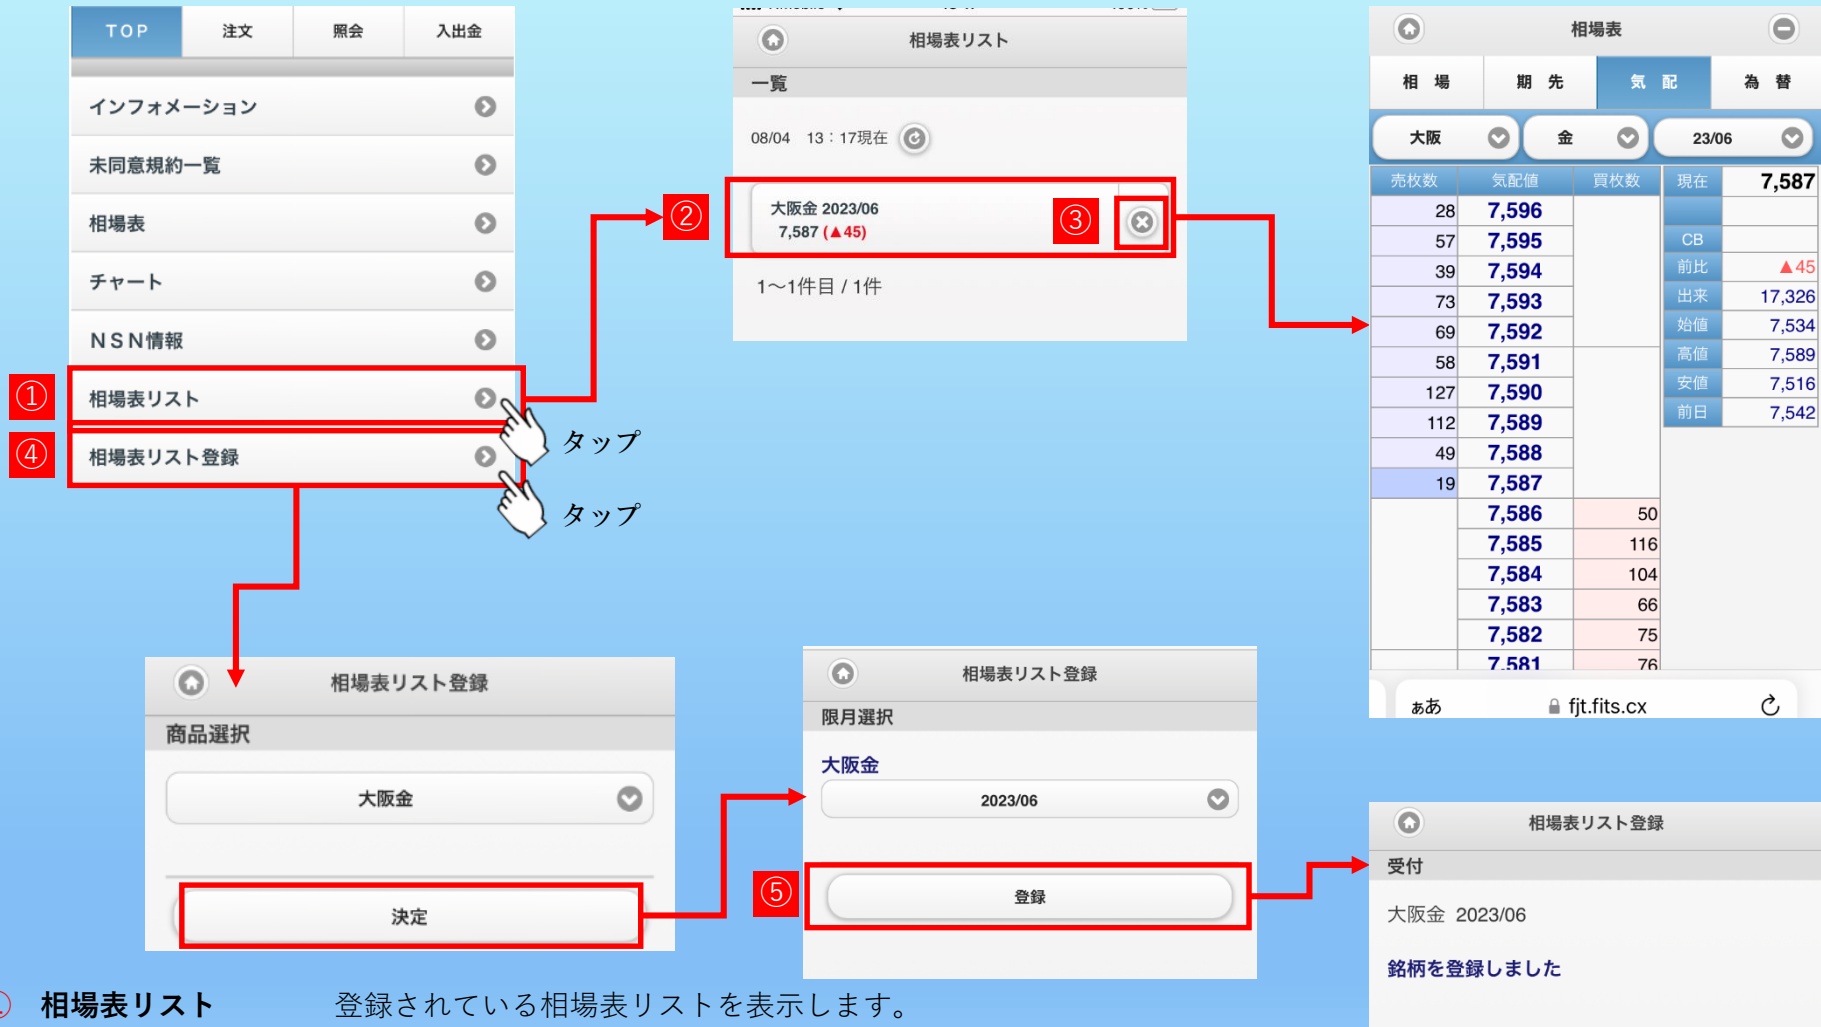 TOP 注文 照会 入出金
インフォメーション
未同意規約一覧
相場表
チャート
NSN情報
① 相場表リスト
タップ
④ 相場表リスト登録
タップ
相場表リスト
一覧
08/04 13：17現在
② 大阪金 2023/06 ③
7,587 (▲45)
1～1件目 / 1件
相場表
相 場 期 先 気 配 為 替
大阪 金 23/06
売枚数 気配値 買枚数
28 7,596
57 7,595
39 7,594
73 7,593
69 7,592
58 7,591
127 7,590
112 7,589
49 7,588
19 7,587
7,586 50
7,585 116
7,584 104
7,583 66
7,582 75
7,581 76
現在 7,587
CB
前比 ▲45
出来 17,326
始値 7,534
高値 7,589
安値 7,516
前日 7,542
ぁあ fjt.fits.cx
相場表リスト登録
商品選択
大阪金
決定
相場表リスト登録
限月選択
大阪金
2023/06
⑤ 登録
相場表リスト登録
受付
大阪金 2023/06
銘柄を登録しました
相場表リスト 登録されている相場表リストを表示します。